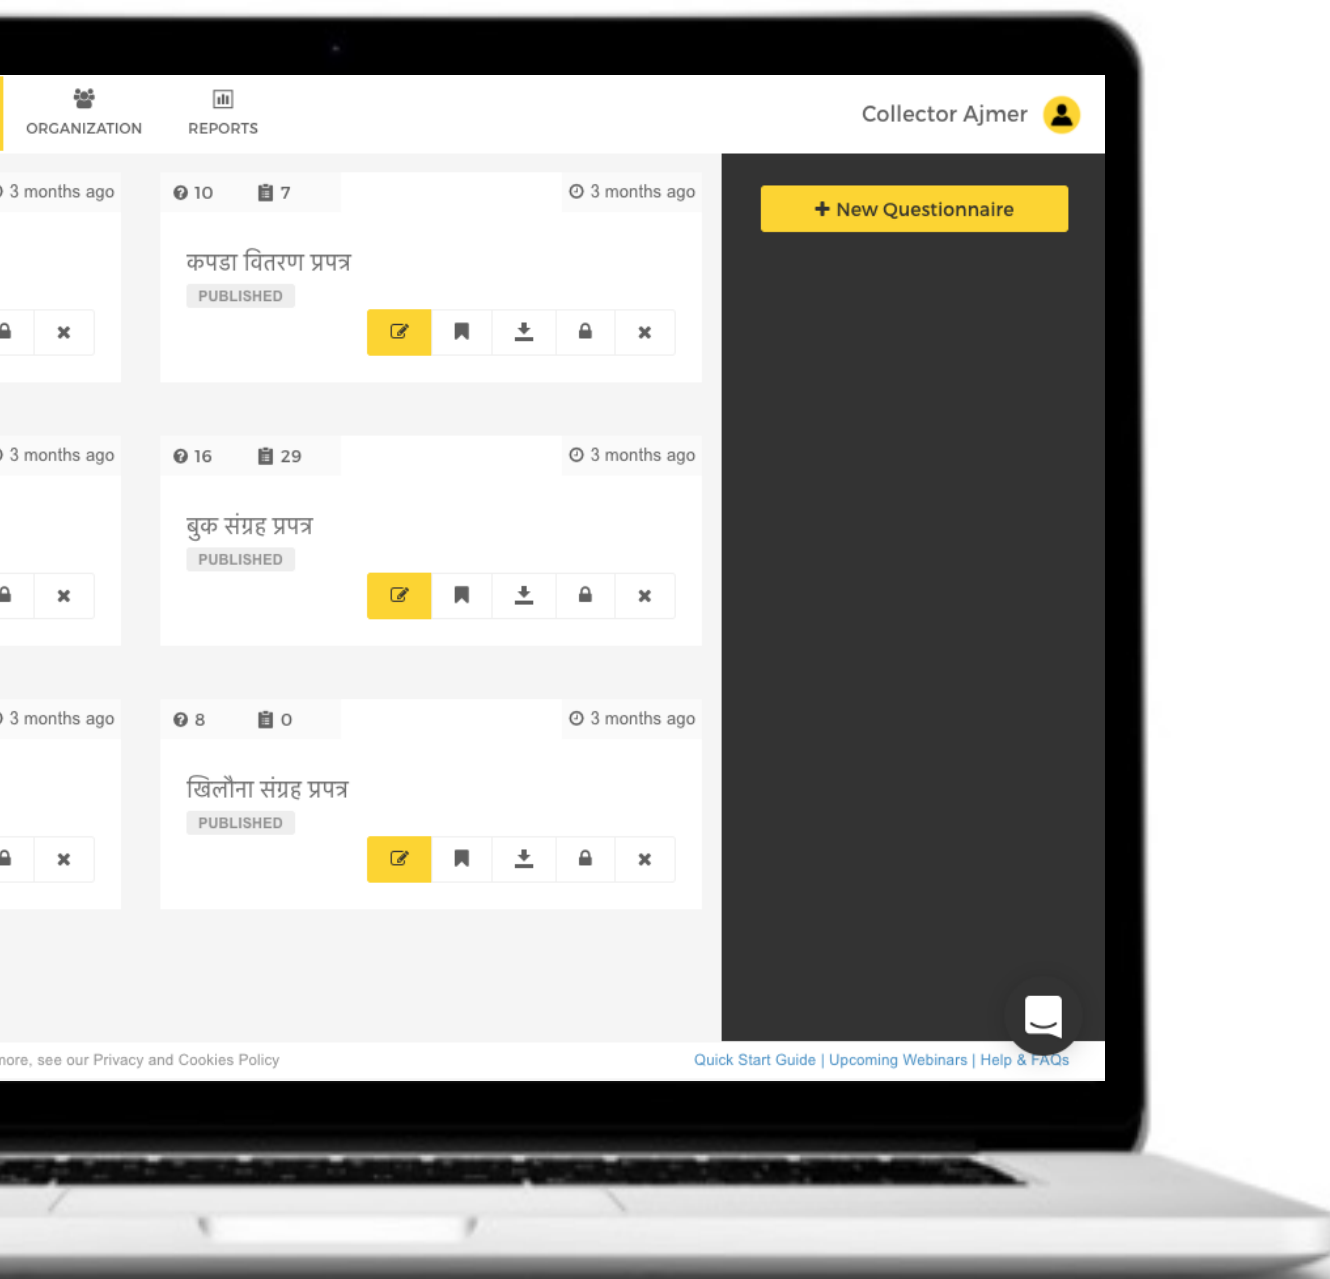 ORGANIZATION
REPORTS
Collector Ajmer
3 months ago
10 7 3 months ago
+ New Questionnaire
कपडा वितरण प्रपत्र
PUBLISHED
3 months ago
16 29 3 months ago
बुक संग्रह प्रपत्र
PUBLISHED
3 months ago
8 0 3 months ago
खिलौना संग्रह प्रपत्र
PUBLISHED
more, see our Privacy and Cookies Policy
Quick Start Guide | Upcoming Webinars | Help & FAQs